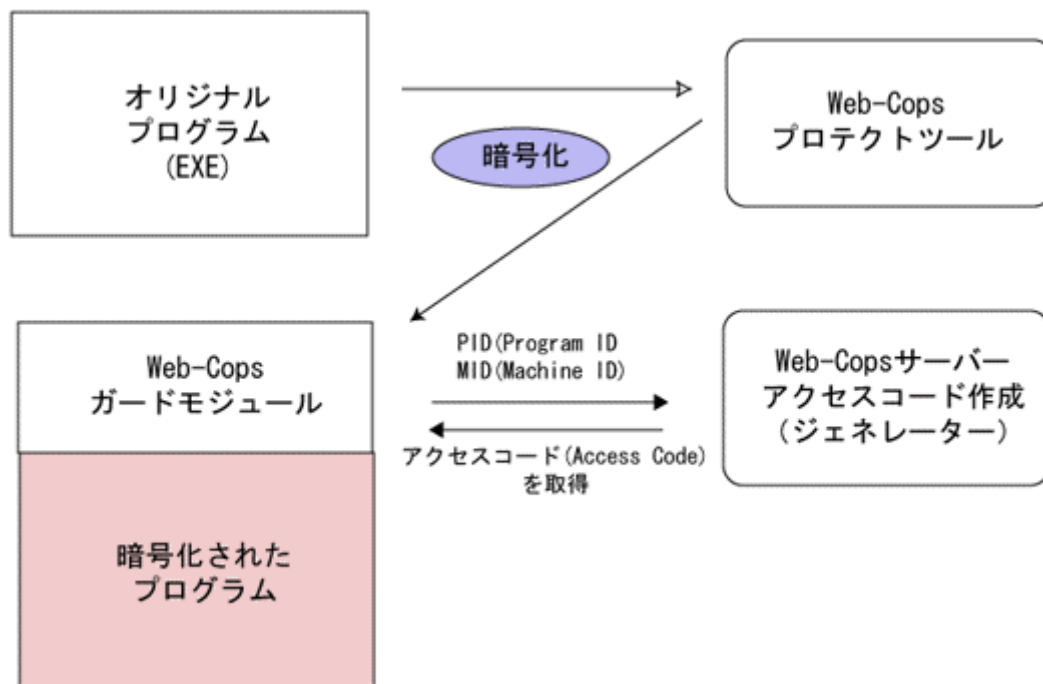 オリジナル
プログラム
(EXE)
暗号化
Web-Cops
プロテクトツール
Web-Cops
ガードモジュール
暗号化された
プログラム
PID(Program ID
MID(Machine ID)
アクセスコード(Access Code)
を取得
Web-Copsサーバー
アクセスコード作成
(ジェネレーター)